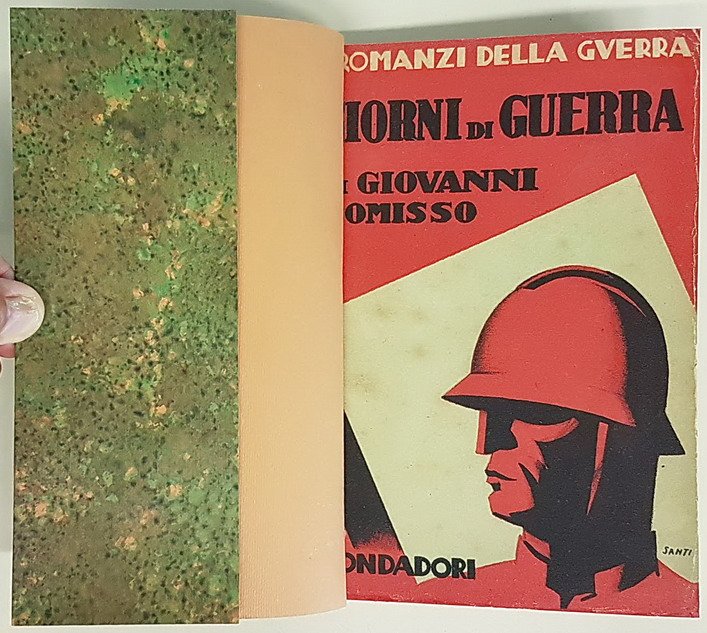 ROMANZI DELLA GVERRA
IORNI DI GUERRA
I GIOVANNI
OMISSO
SANTI
ONDADORI